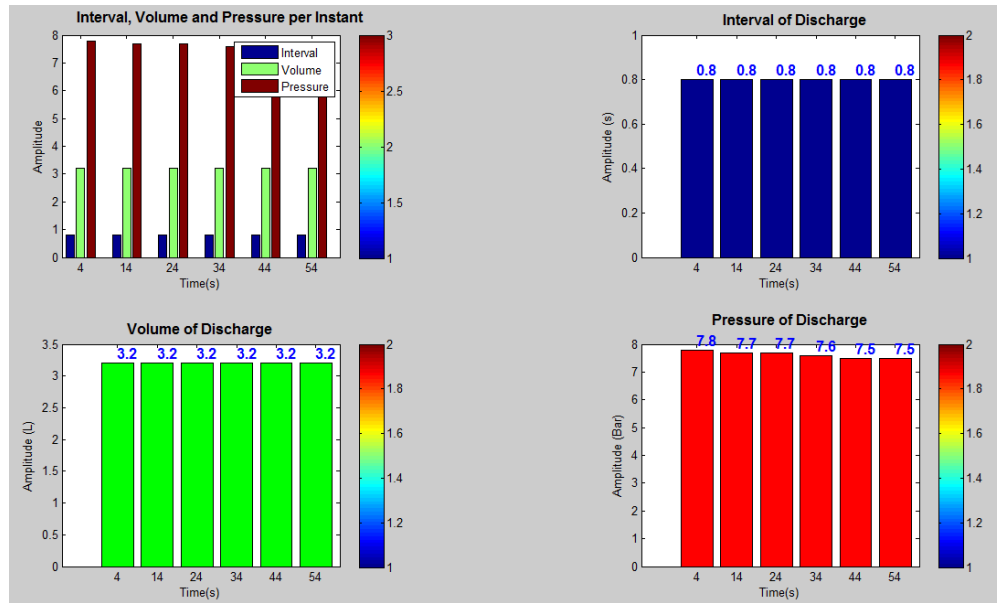 Interval, Volume and Pressure per Instant
8
7
6
5
4
3
2
1
0
Amplitude
Interval
Volume
Pressure
4 14 24 34 44 54
Time(s)
3
2.5
2
1.5
1
Interval of Discharge
1
0.8
0.6
0.4
0.2
0
Amplitude (s)
0.8 0.8 0.8 0.8 0.8 0.8
4 14 24 34 44 54
Time(s)
2
1.8
1.6
1.4
1.2
1
Volume of Discharge
3.5
3
2.5
2
1.5
1
0.5
0
Amplitude (L)
3.2 3.2 3.2 3.2 3.2 3.2
4 14 24 34 44 54
Time(s)
2
1.8
1.6
1.4
1.2
1
Pressure of Discharge
8
7
6
5
4
3
2
1
0
Amplitude (Bar)
7.8 7.7 7.7 7.6 7.5 7.5
4 14 24 34 44 54
Time(s)
2
1.8
1.6
1.4
1.2
1